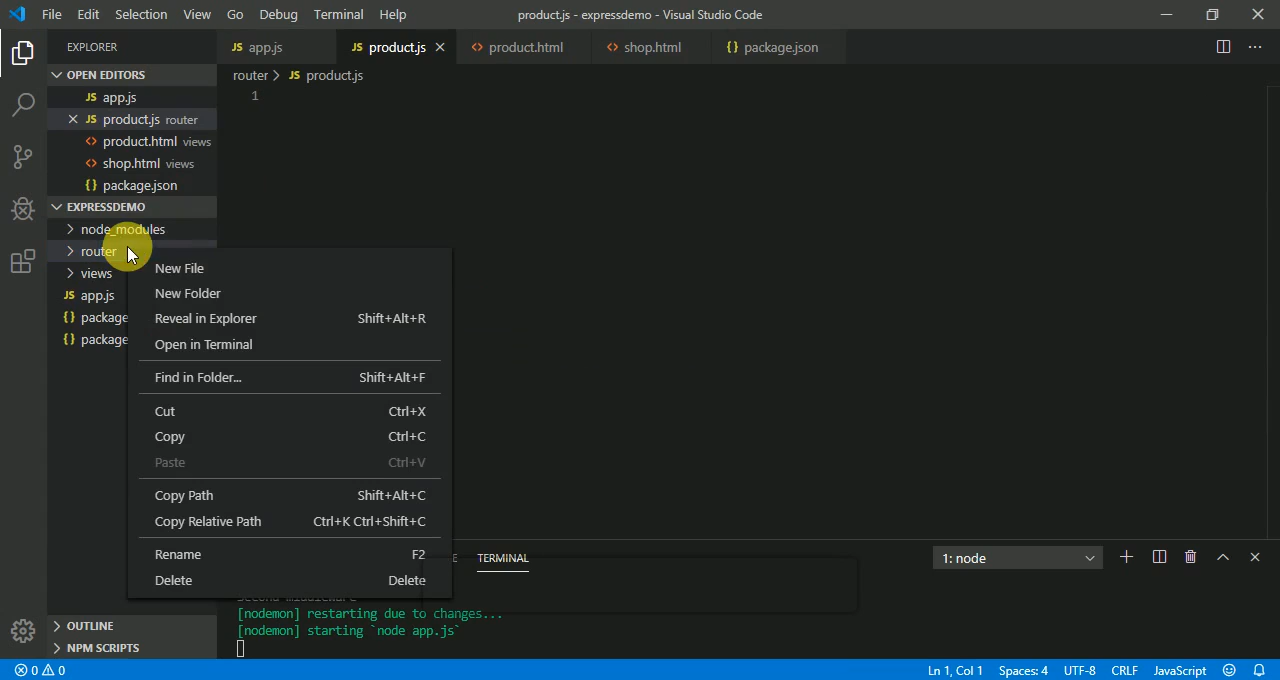 File Edit Selection View Go Debug Terminal Help product.js - expressdemo - Visual Studio Code
EXPLORER
JS app.js JS product.js <> product.html <> shop.html {} package.json
OPEN EDITORS
router > JS product.js
JS app.js
1
JS product.js router
<> product.html views
<> shop.html views
{} package.json
EXPRESSDEMO
node_modules
router
views
JS app.js
{} package
{} package
New File
New Folder
Reveal in Explorer Shift+Alt+R
Open in Terminal
Find in Folder... Shift+Alt+F
Cut Ctrl+X
Copy Ctrl+C
Paste Ctrl+V
Copy Path Shift+Alt+C
Copy Relative Path Ctrl+K Ctrl+Shift+C
Rename F2
Delete Delete
E TERMINAL 1: node
[nodemon] restarting due to changes...
[nodemon] starting `node app.js`
OUTLINE
NPM SCRIPTS
0 0 Ln 1, Col 1 Spaces: 4 UTF-8 CRLF JavaScript